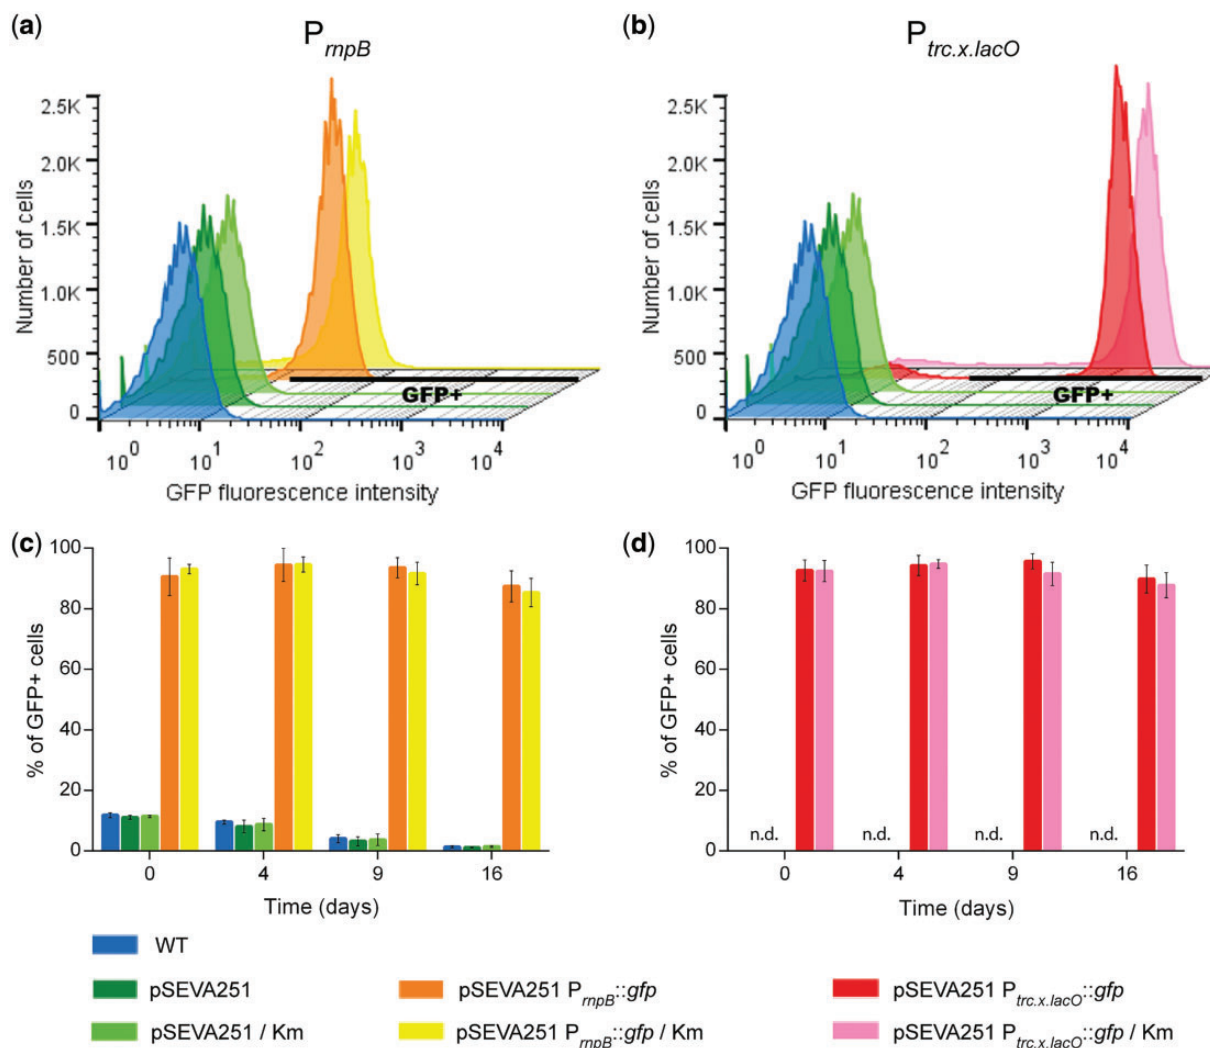 (a)
P rnpB
Number of cells
2.5K
2.0K
1.5K
1.0K
500
0
GFP+
10^0 10^1 10^2 10^3 10^4
GFP fluorescence intensity
(b)
P trc.x.lacO
Number of cells
2.5K
2.0K
1.5K
1.0K
500
0
GFP+
10^0 10^1 10^2 10^3 10^4
GFP fluorescence intensity
(c)
% of GFP+ cells
100
80
60
40
20
0
0 4 9 16
Time (days)
(d)
% of GFP+ cells
100
80
60
40
20
0
n.d. n.d. n.d. n.d.
0 4 9 16
Time (days)
WT
pSEVA251
pSEVA251 / Km
pSEVA251 PrnpB::gfp
pSEVA251 PrnpB::gfp / Km
pSEVA251 Ptrc.x.lacO::gfp
pSEVA251 Ptrc.x.lacO::gfp / Km